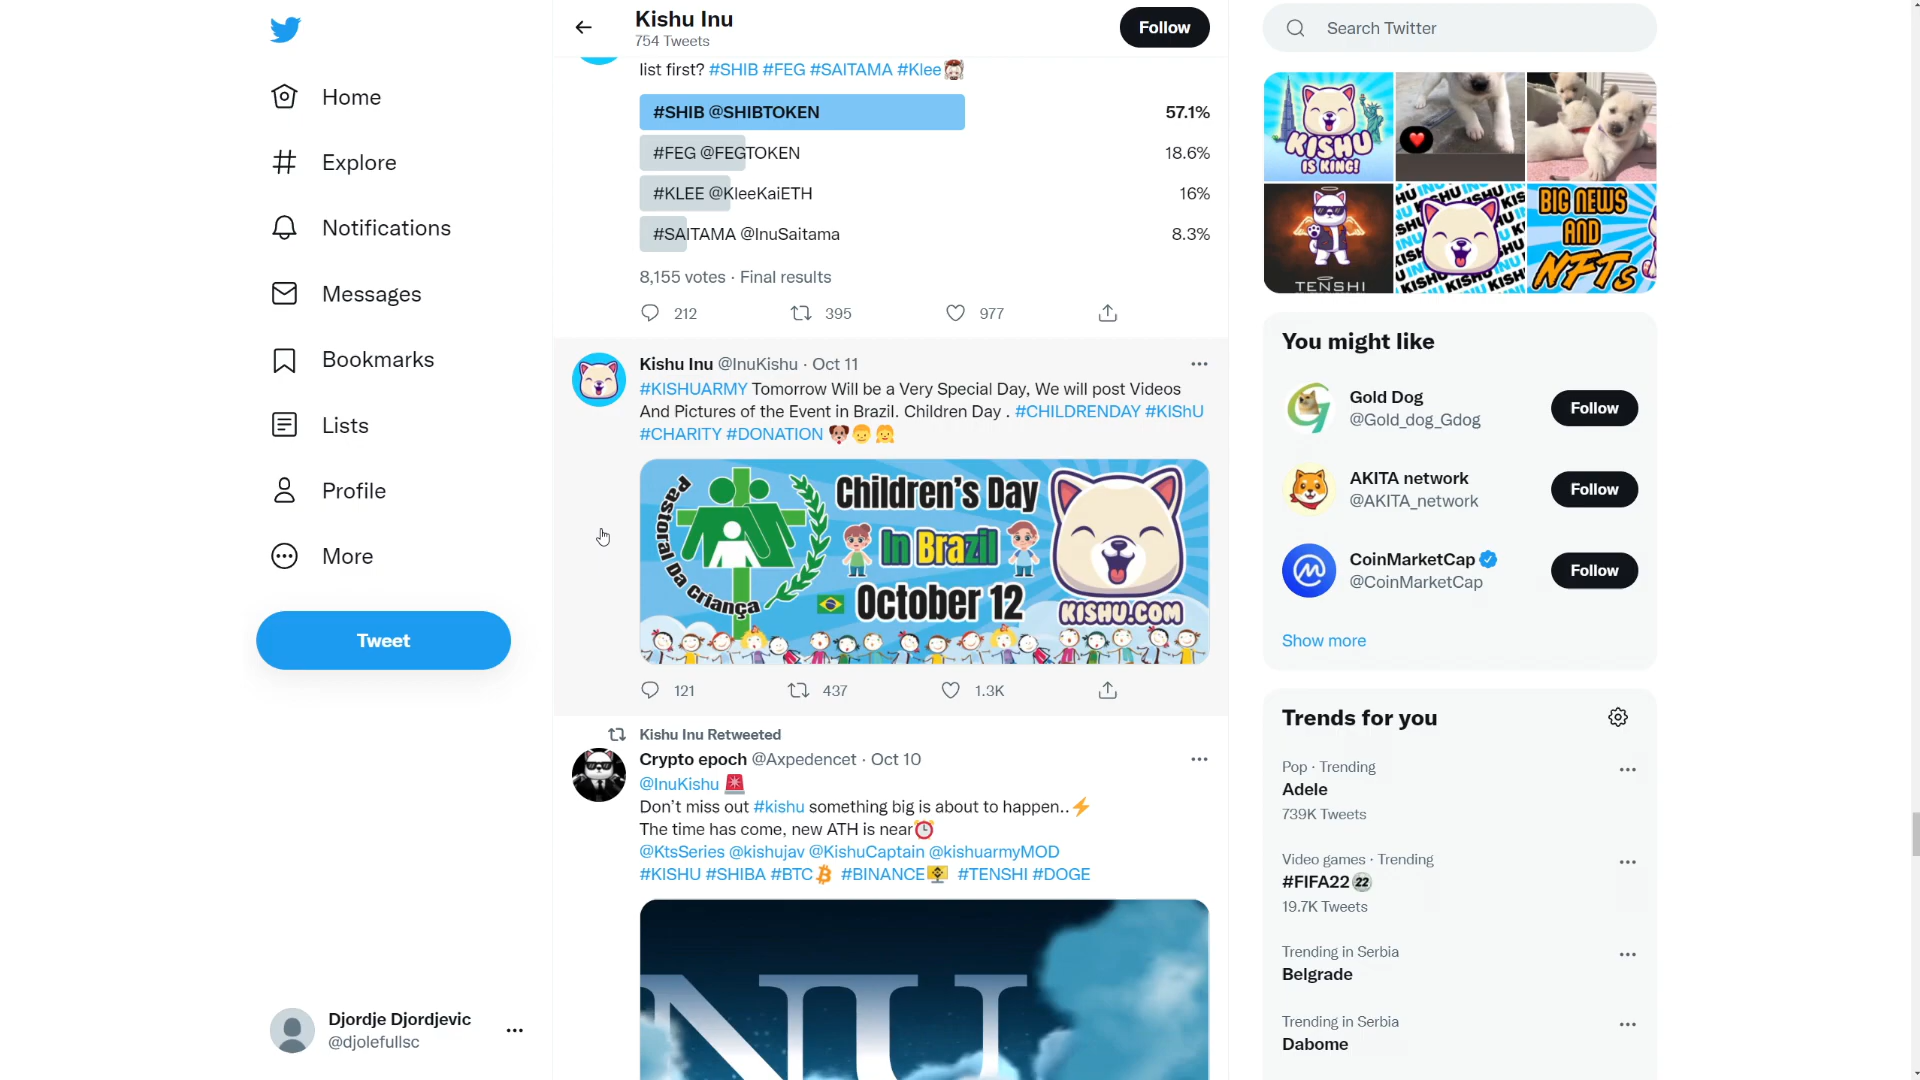 Home
Explore
Notifications
Messages
Bookmarks
Lists
Profile
More
Tweet
Djordje Djordjevic
@djolefullsc
Kishu Inu
754 Tweets
Follow
list first? #SHIB #FEG #SAITAMA #Klee
#SHIB @SHIBTOKEN 57.1%
#FEG @FEGTOKEN 18.6%
#KLEE @KleeKaiETH 16%
#SAITAMA @InuSaitama 8.3%
8,155 votes · Final results
212 395 977
Kishu Inu @InuKishu · Oct 11
#KISHUARMY Tomorrow Will be a Very Special Day, We will post Videos
And Pictures of the Event in Brazil. Children Day . #CHILDRENDAY #KIShU
#CHARITY #DONATION
Pastoral da Criança
Children's Day
In Brazil
October 12
KISHU.COM
121 437 1.3K
Kishu Inu Retweeted
Crypto epoch @Axpedencet · Oct 10
@InuKishu
Don't miss out #kishu something big is about to happen..
The time has come, new ATH is near
@KtsSeries @kishujav @KishuCaptain @kishuarmyMOD
#KISHU #SHIBA #BTC #BINANCE #TENSHI #DOGE
NU
Search Twitter
KISHU
IS KING!
TENSHI
KISHU INU
BIG NEWS
AND
NFTs
You might like
Gold Dog
@Gold_dog_Gdog
Follow
AKITA network
@AKITA_network
Follow
CoinMarketCap
@CoinMarketCap
Follow
Show more
Trends for you
Pop · Trending
Adele
739K Tweets
Video games · Trending
#FIFA22 22
19.7K Tweets
Trending in Serbia
Belgrade
Trending in Serbia
Dabome